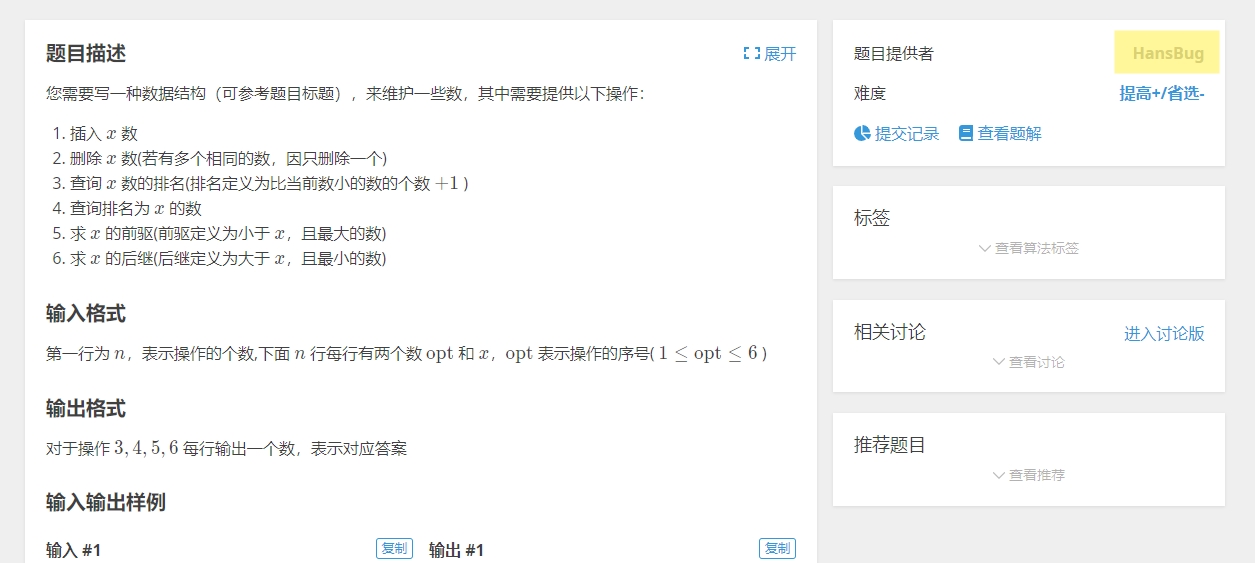 题目描述
展开
您需要写一种数据结构（可参考题目标题），来维护一些数，其中需要提供以下操作：
1. 插入 x 数
2. 删除 x 数(若有多个相同的数，因只删除一个)
3. 查询 x 数的排名(排名定义为比当前数小的数的个数 +1 )
4. 查询排名为 x 的数
5. 求 x 的前驱(前驱定义为小于 x，且最大的数)
6. 求 x 的后继(后继定义为大于 x，且最小的数)
输入格式
第一行为 n，表示操作的个数,下面 n 行每行有两个数 opt 和 x，opt 表示操作的序号( 1 ≤ opt ≤ 6 )
输出格式
对于操作 3, 4, 5, 6 每行输出一个数，表示对应答案
输入输出样例
输入 #1
复制
输出 #1
复制
题目提供者
HansBug
难度
提高+/省选-
提交记录
查看题解
标签
查看算法标签
相关讨论
进入讨论版
查看讨论
推荐题目
查看推荐